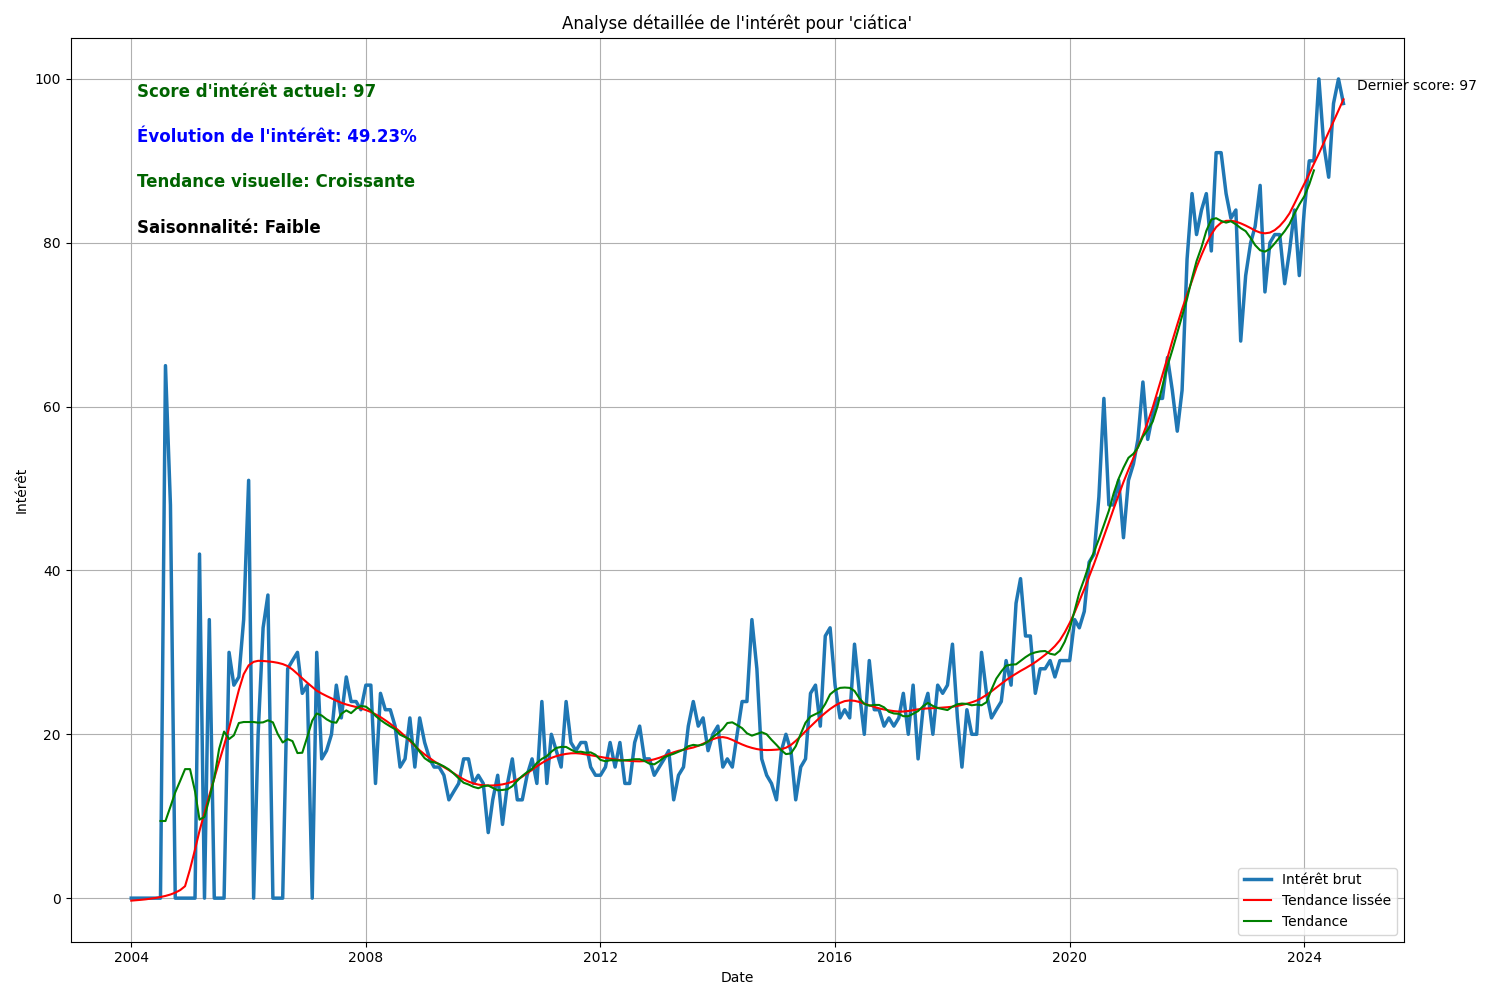 Analyse détaillée de l'intérêt pour 'ciática'
100
80
60
40
20
0
Intérêt
Score d'intérêt actuel: 97
Évolution de l'intérêt: 49.23%
Tendance visuelle: Croissante
Saisonnalité: Faible
Dernier score: 97
Intérêt brut
Tendance lissée
Tendance
2004 2008 2012 2016 2020 2024
Date